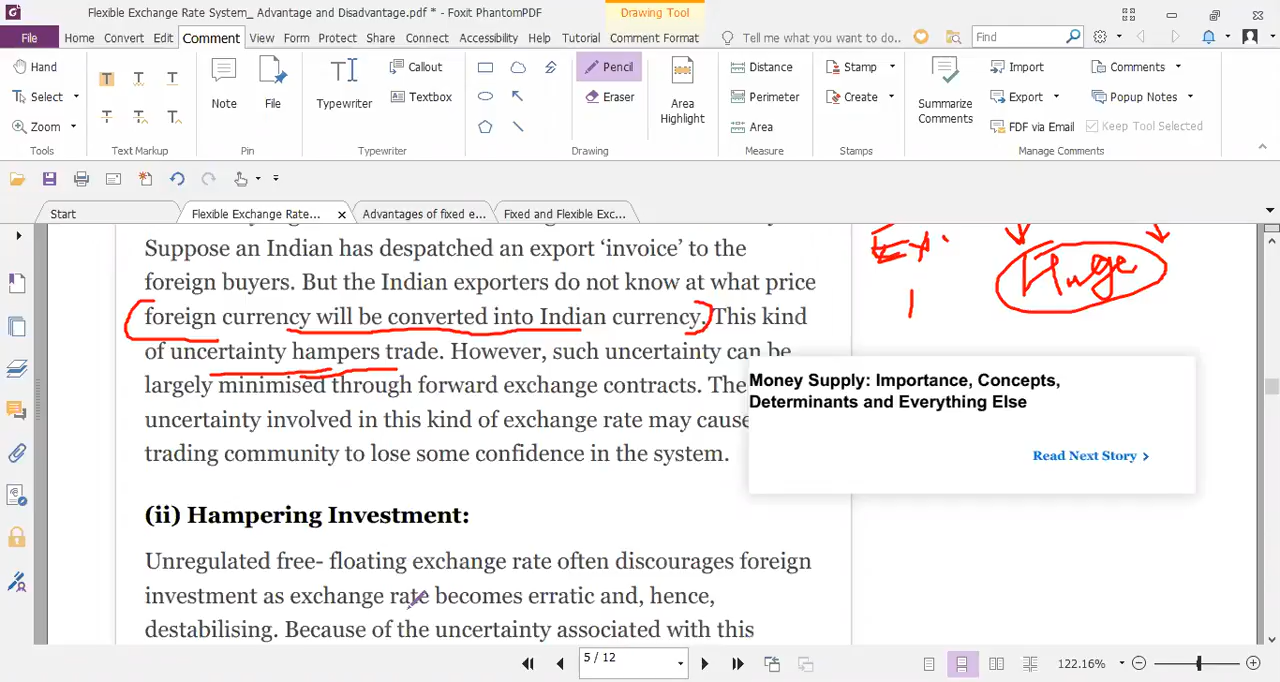 Flexible Exchange Rate System_ Advantage and Disadvantage.pdf * - Foxit PhantomPDF
Drawing Tool
File Home Convert Edit Comment View Form Protect Share Connect Accessibility Help Tutorial Comment Format Tell me what you want to do.. Find
Hand
Select
Zoom
Tools
T T T
T T T
Text Markup
Note
File
Pin
Typewriter
Callout
Textbox
Typewriter
Pencil
Eraser
Area
Highlight
Drawing
Distance
Perimeter
Area
Measure
Stamp
Create
Stamps
Summarize
Comments
Import
Export
FDF via Email
Comments
Popup Notes
Keep Tool Selected
Manage Comments
Start
Flexible Exchange Rate... ×
Advantages of fixed e...
Fixed and Flexible Exc...
Suppose an Indian has despatched an export ‘invoice’ to the
foreign buyers. But the Indian exporters do not know at what price
foreign currency will be converted into Indian currency. This kind
of uncertainty hampers trade. However, such uncertainty can be
largely minimised through forward exchange contracts. The
uncertainty involved in this kind of exchange rate may cause
trading community to lose some confidence in the system.
(ii) Hampering Investment:
Unregulated free- floating exchange rate often discourages foreign
investment as exchange rate becomes erratic and, hence,
destabilising. Because of the uncertainty associated with this
Ex.
Huge
Money Supply: Importance, Concepts,
Determinants and Everything Else
Read Next Story >
5 / 12
122.16%